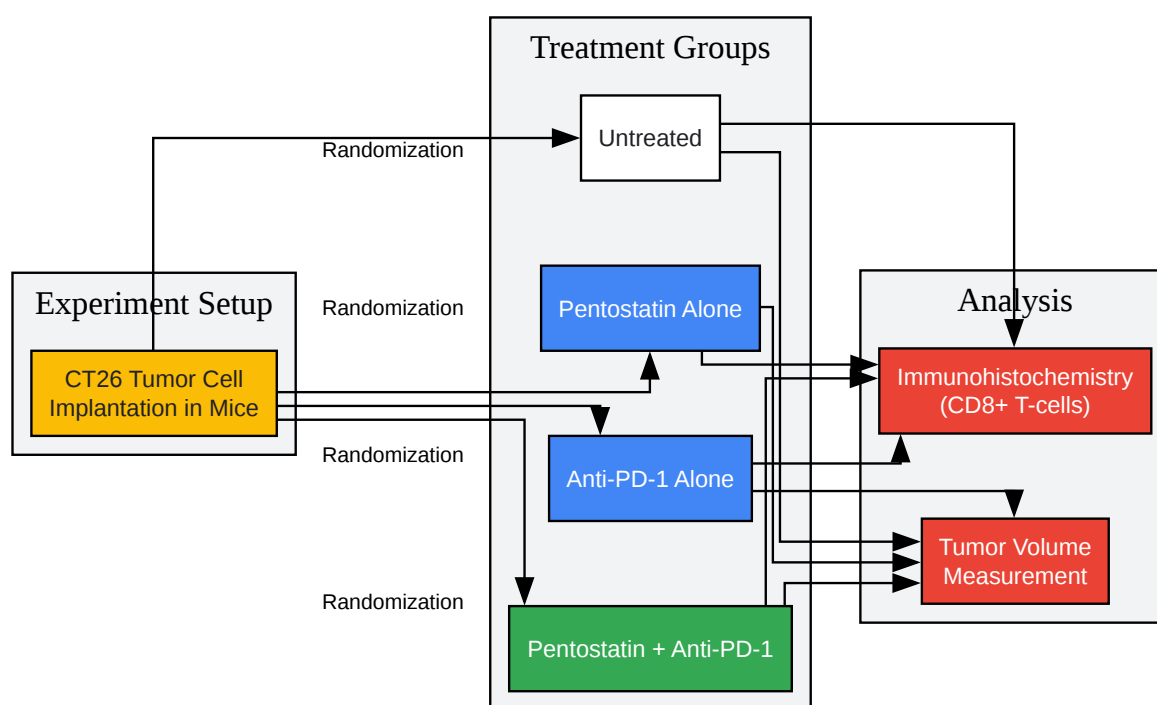 Treatment Groups
Untreated
Randomization
Experiment Setup
CT26 Tumor Cell
Implantation in Mice
Randomization
Pentostatin Alone
Analysis
Immunohistochemistry
(CD8+ T-cells)
Randomization
Anti-PD-1 Alone
Tumor Volume
Measurement
Randomization
Pentostatin + Anti-PD-1